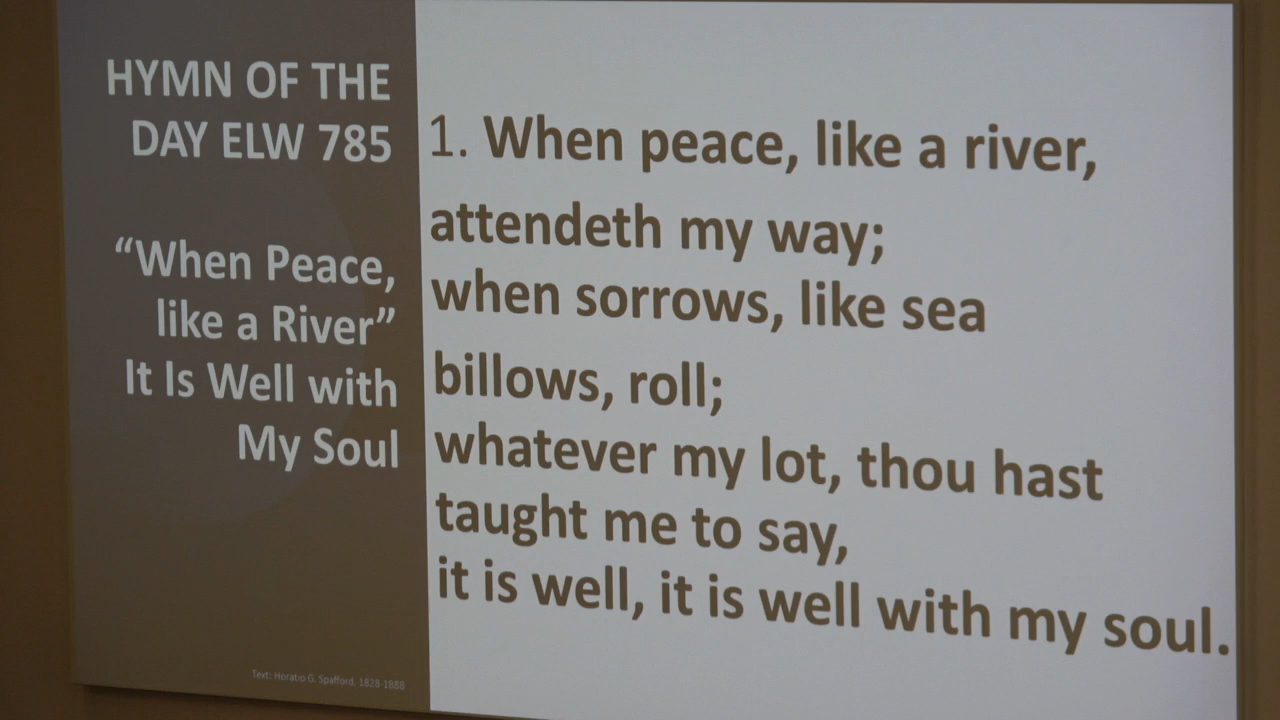 HYMN OF THE
DAY ELW 785
“When Peace,
like a River”
It Is Well with
My Soul
Text: Horatio G. Spafford, 1828-1888
1. When peace, like a river,
attendeth my way;
when sorrows, like sea
billows, roll;
whatever my lot, thou hast
taught me to say,
it is well, it is well with my soul.